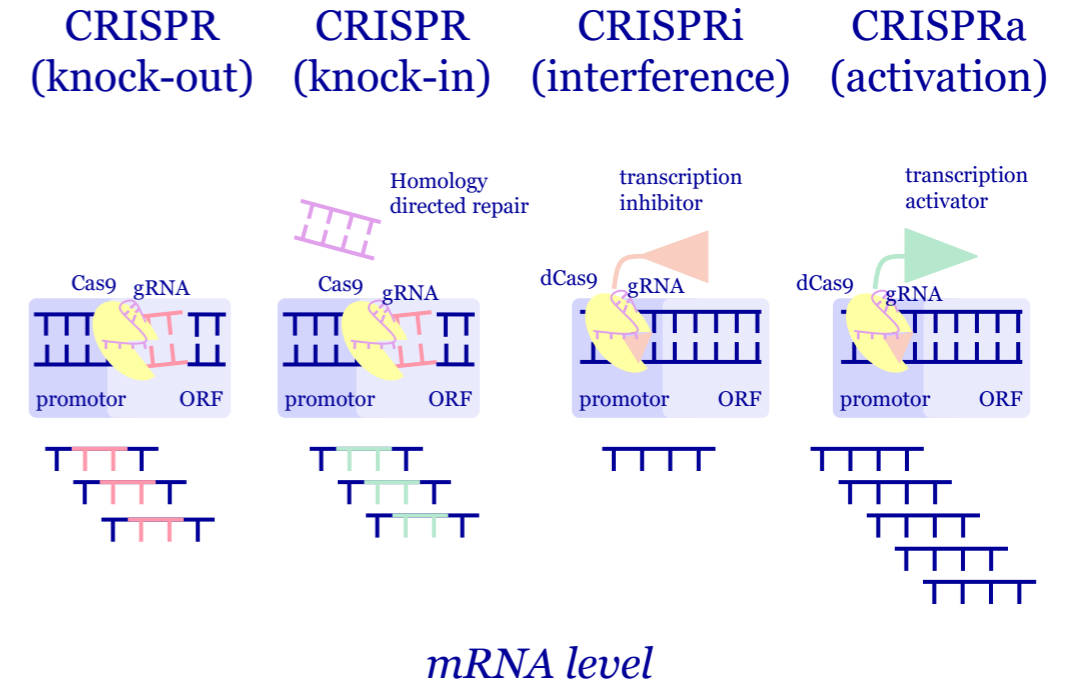 CRISPR
(knock-out)
CRISPR
(knock-in)
CRISPRi
(interference)
CRISPRa
(activation)
Homology
directed repair
transcription
inhibitor
transcription
activator
Cas9
gRNA
promotor
ORF
Cas9
gRNA
promotor
ORF
dCas9
gRNA
promotor
ORF
dCas9
gRNA
promotor
ORF
mRNA level